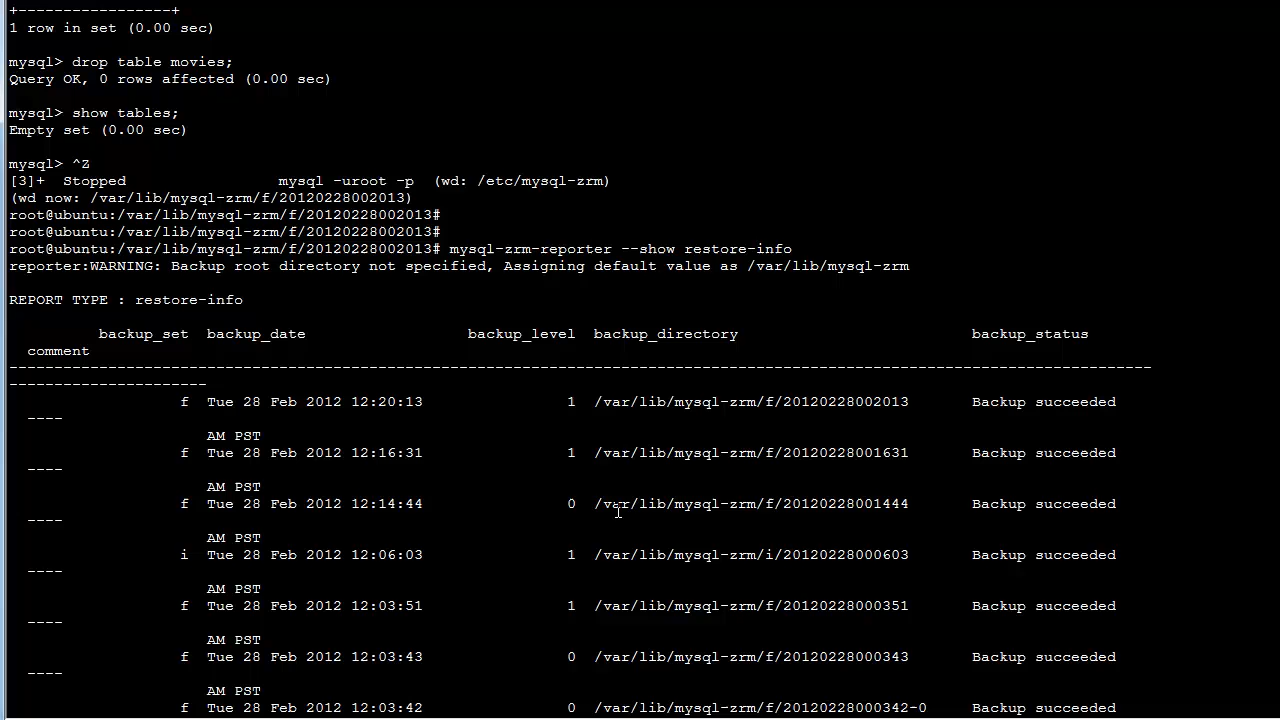 +-----------------+
1 row in set (0.00 sec)
mysql> drop table movies;
Query OK, 0 rows affected (0.00 sec)
mysql> show tables;
Empty set (0.00 sec)
mysql> ^Z
[3]+  Stopped                 mysql -uroot -p  (wd: /etc/mysql-zrm)
(wd now: /var/lib/mysql-zrm/f/20120228002013)
root@ubuntu:/var/lib/mysql-zrm/f/20120228002013#
root@ubuntu:/var/lib/mysql-zrm/f/20120228002013#
root@ubuntu:/var/lib/mysql-zrm/f/20120228002013# mysql-zrm-reporter --show restore-info
reporter:WARNING: Backup root directory not specified, Assigning default value as /var/lib/mysql-zrm
REPORT TYPE : restore-info
          backup_set  backup_date                  backup_level  backup_directory                          backup_status
  comment
-------------------------------------------------------------------------------------------------------------------------------
----------------------
                   f  Tue 28 Feb 2012 12:20:13                1  /var/lib/mysql-zrm/f/20120228002013       Backup succeeded
  ----
                      AM PST
                   f  Tue 28 Feb 2012 12:16:31                1  /var/lib/mysql-zrm/f/20120228001631       Backup succeeded
  ----
                      AM PST
                   f  Tue 28 Feb 2012 12:14:44                0  /var/lib/mysql-zrm/f/20120228001444       Backup succeeded
  ----
                      AM PST
                   i  Tue 28 Feb 2012 12:06:03                1  /var/lib/mysql-zrm/i/20120228000603       Backup succeeded
  ----
                      AM PST
                   f  Tue 28 Feb 2012 12:03:51                1  /var/lib/mysql-zrm/f/20120228000351       Backup succeeded
  ----
                      AM PST
                   f  Tue 28 Feb 2012 12:03:43                0  /var/lib/mysql-zrm/f/20120228000343       Backup succeeded
  ----
                      AM PST
                   f  Tue 28 Feb 2012 12:03:42                0  /var/lib/mysql-zrm/f/20120228000342-0     Backup succeeded